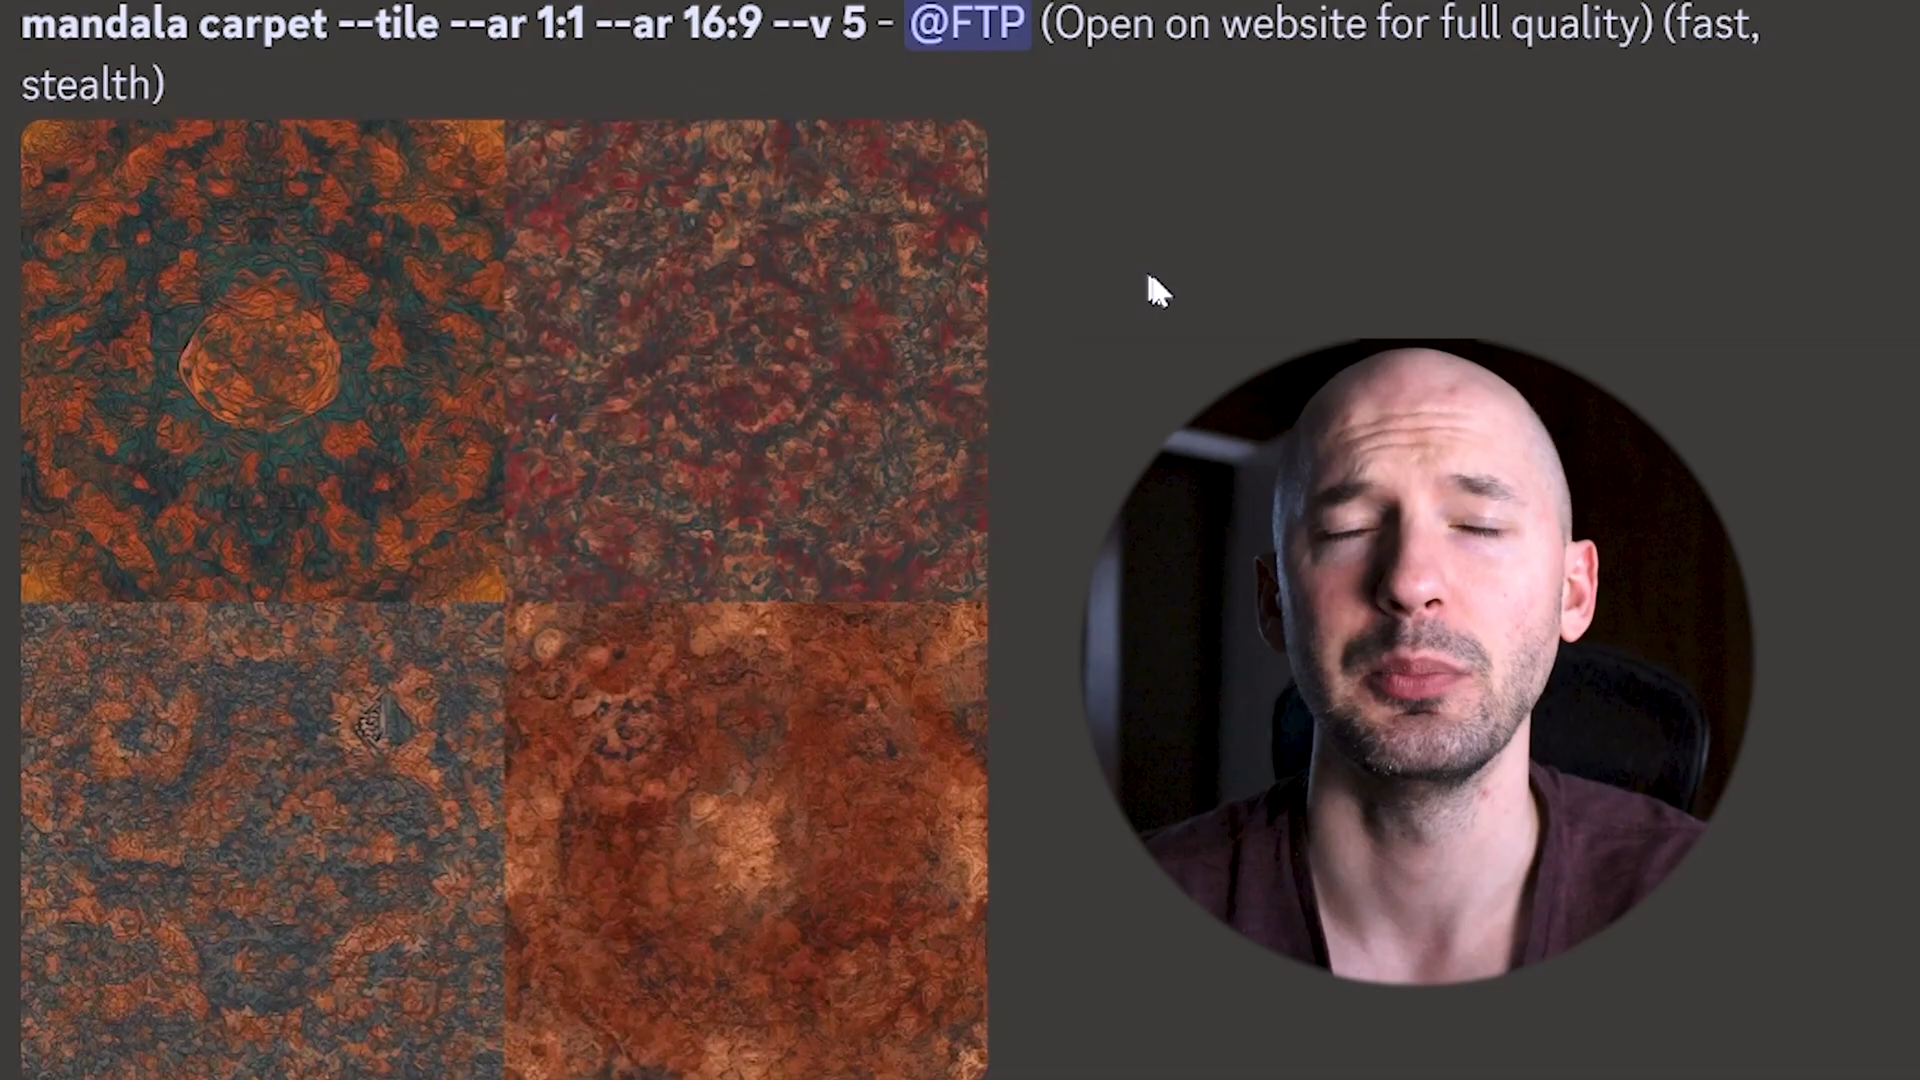 mandala carpet --tile --ar 1:1 --ar 16:9 --v 5 - @FTP (Open on website for full quality) (fast,
stealth)